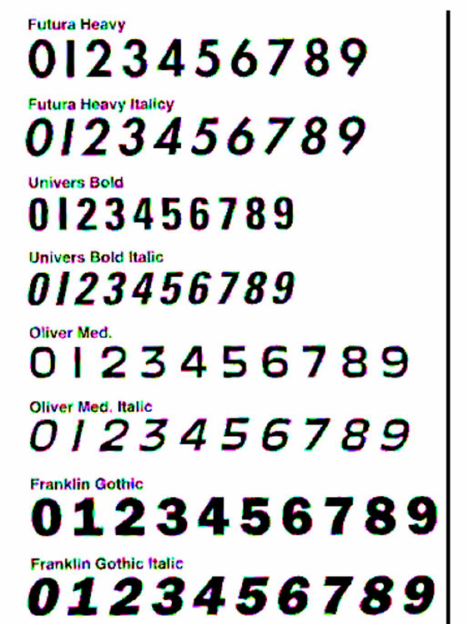 Futura Heavy
0123456789
Futura Heavy Italicy
0123456789
Univers Bold
0123456789
Univers Bold Italic
0123456789
Oliver Med.
0123456789
Oliver Med. Italic
0123456789
Franklin Gothic
0123456789
Franklin Gothic Italic
0123456789